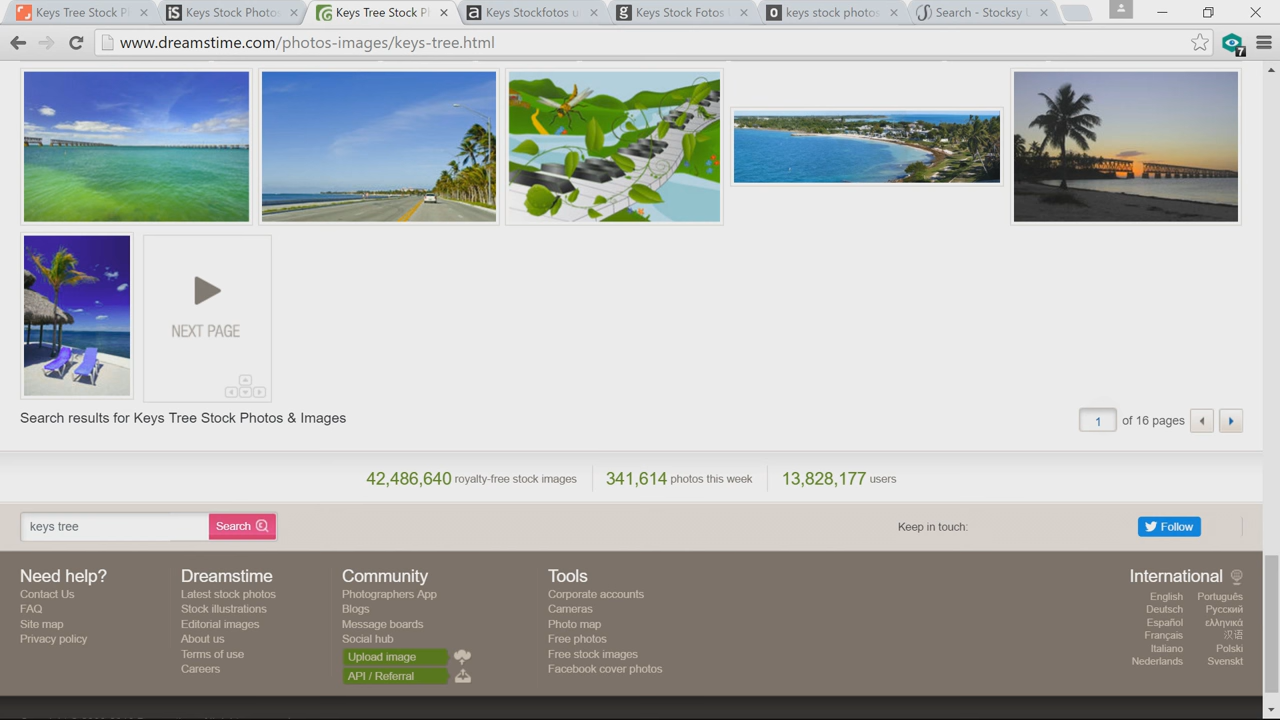 Keys Tree Stock P
Keys Stock Photos
Keys Tree Stock P
Keys Stockfotos u
Keys Stock Fotos
keys stock photos
Search - Stocksy
www.dreamstime.com/photos-images/keys-tree.html
7
NEXT PAGE
Search results for Keys Tree Stock Photos & Images
1 of 16 pages
42,486,640 royalty-free stock images
341,614 photos this week
13,828,177 users
keys tree
Search
Keep in touch:
Follow
Need help?
Contact Us
FAQ
Site map
Privacy policy
Dreamstime
Latest stock photos
Stock illustrations
Editorial images
About us
Terms of use
Careers
Community
Photographers App
Blogs
Message boards
Social hub
Upload image
API / Referral
Tools
Corporate accounts
Cameras
Photo map
Free photos
Free stock images
Facebook cover photos
International
English
Português
Deutsch
Русский
Español
ελληνικά
Français
汉语
Italiano
Polski
Nederlands
Svenskt